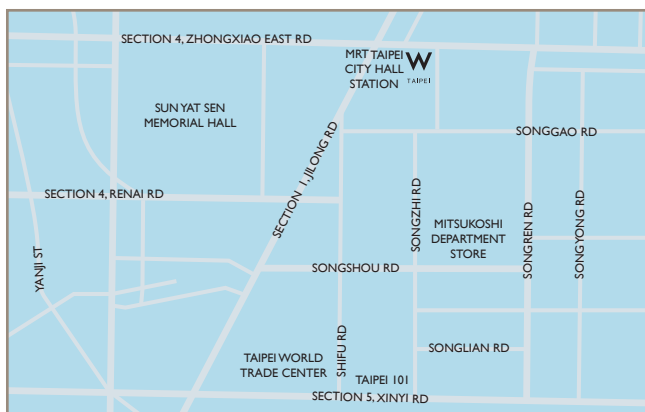 SECTION 4, ZHONGXIAO EAST RD
MRT TAIPEI
CITY HALL
STATION
W
TAIPEI
SUN YAT SEN
MEMORIAL HALL
SECTION 1, JILONG RD
SONGGAO RD
SECTION 4, RENAI RD
SONGZHI RD
MITSUKOSHI
DEPARTMENT
STORE
SONGREN RD
SONGYONG RD
YANJI ST
SONGSHOU RD
SHIFU RD
SONGLIAN RD
TAIPEI WORLD
TRADE CENTER
TAIPEI 101
SECTION 5, XINYI RD